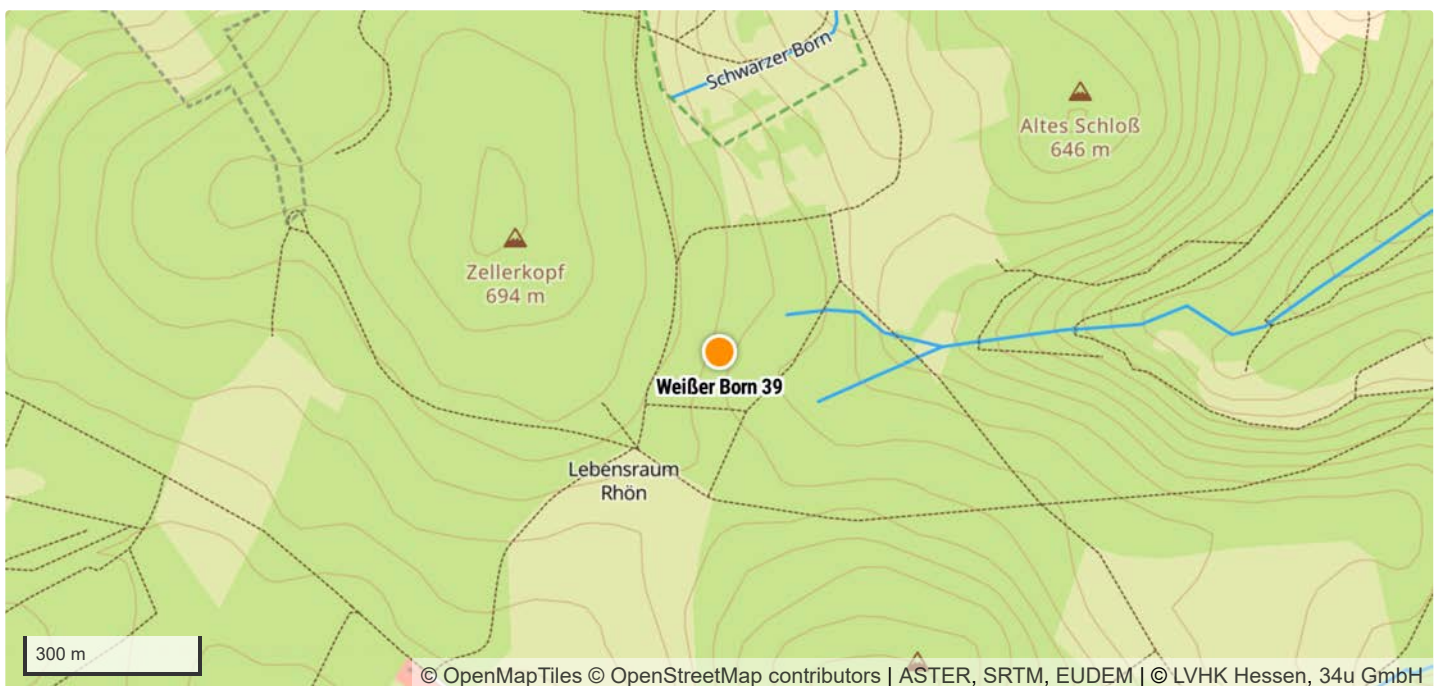 Schwarzer Born
Altes Schloß
646 m
Zellerkopf
694 m
Weißer Born 39
Lebensraum
Rhön
300 m
© OpenMapTiles © OpenStreetMap contributors | ASTER, SRTM, EUDEM | © LVHK Hessen, 34u GmbH